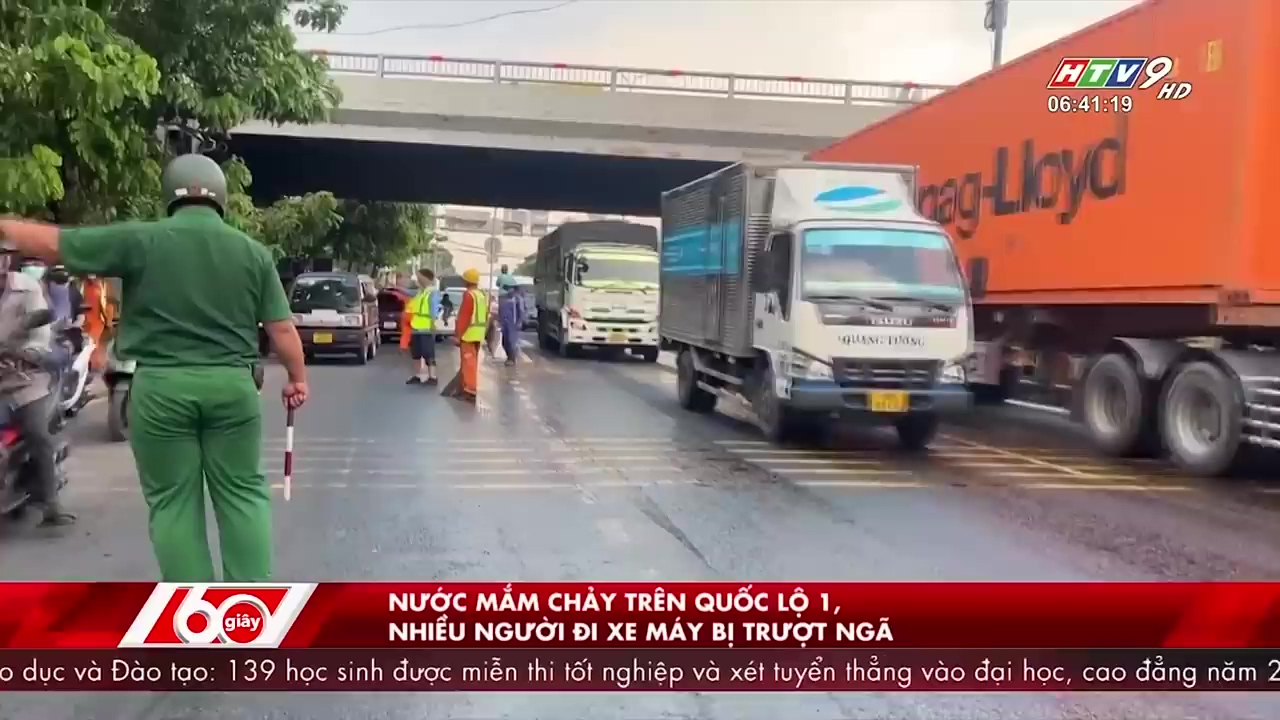 HTV9 HD
06:41:19
pag-Lloyd
ISUZU
QUANG TƯỜNG
60 giây
NƯỚC MẮM CHẢY TRÊN QUỐC LỘ 1,
NHIỀU NGƯỜI ĐI XE MÁY BỊ TRƯỢT NGÃ
o dục và Đào tạo: 139 học sinh được miễn thi tốt nghiệp và xét tuyển thẳng vào đại học, cao đẳng năm 2